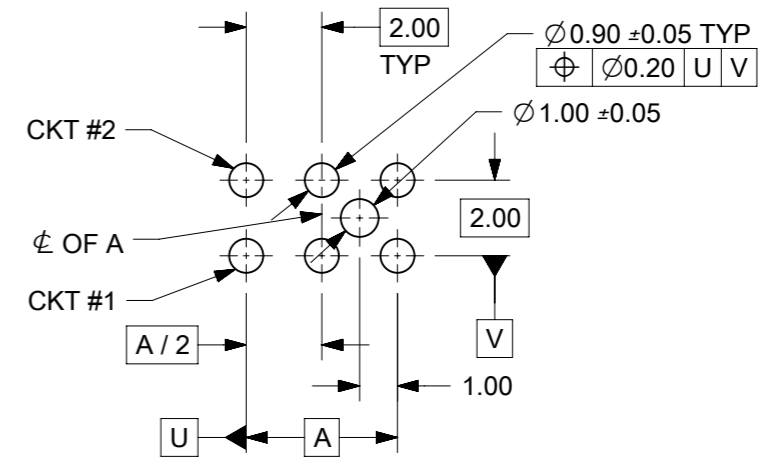 2.00
TYP
⌀0.90 ±0.05 TYP
⌖ ⌀0.20 U V
⌀1.00 ±0.05
CKT #2
2.00
℄ OF A
CKT #1
A / 2
V
1.00
U
A